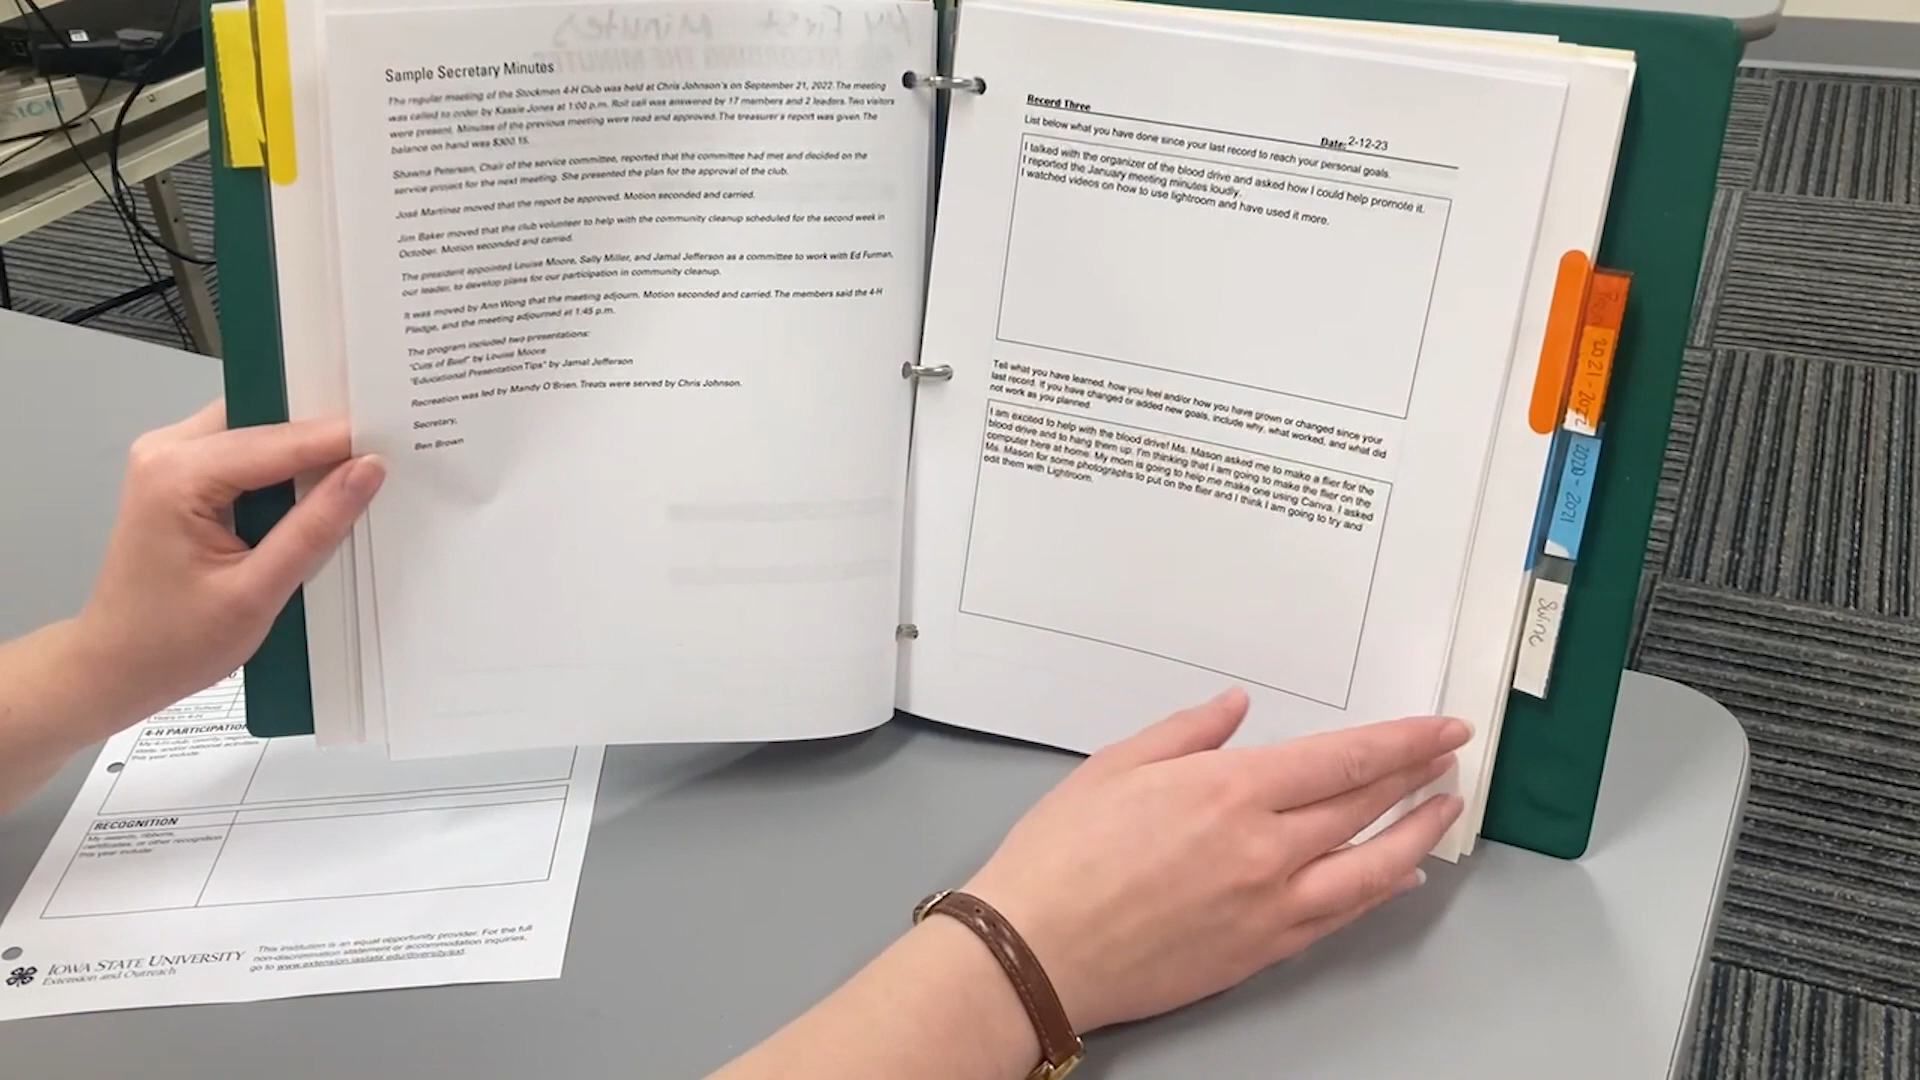 My First Minutes
RECORDING THE MINUTES
Sample Secretary Minutes
The regular meeting of the Stockmen 4-H Club was held at Chris Johnson's on September 21, 2022. The meeting
was called to order by Kassie Jones at 1:00 p.m. Roll call was answered by 17 members and 2 leaders. Two visitors
were present. Minutes of the previous meeting were read and approved. The treasurer's report was given. The
balance on hand was $300.15.
Shawna Peterson, Chair of the service committee, reported that the committee had met and decided on the
service project for the next meeting. She presented the plan for the approval of the club.
José Martinez moved that the report be approved. Motion seconded and carried.
Jim Baker moved that the club volunteer to help with the community cleanup scheduled for the second week in
October. Motion seconded and carried.
The president appointed Louise Moore, Sally Miller, and Jamal Jefferson as a committee to work with Ed Furman,
our leader, to develop plans for our participation in community cleanup.
It was moved by Ann Wong that the meeting adjourn. Motion seconded and carried. The members said the 4-H
Pledge, and the meeting adjourned at 1:45 p.m.
The program included two presentations:
"Cuts of Beef" by Louise Moore
"Educational Presentation Tips" by Jamal Jefferson
Recreation was led by Mandy O'Brien. Treats were served by Chris Johnson.
Secretary,
Ben Brown
Record Three
Date: 2-12-23
List below what you have done since your last record to reach your personal goals.
I talked with the organizer of the blood drive and asked how I could help promote it.
I reported the January meeting minutes loudly.
I watched videos on how to use lightroom and have used it more.
Tell what you have learned, how you feel and/or how you have grown or changed since your
last record. If you have changed or added new goals, include why, what worked, and what did
not work as you planned.
I am excited to help with the blood drive! Ms. Mason asked me to make a flier for the
blood drive and to hang them up. I'm thinking that I am going to make the flier on the
computer here at home. My mom is going to help me make one using Canva. I asked
Ms. Mason for some photographs to put on the flier and I think I am going to try and
edit them with Lightroom.
2021-2022
2020-2021
Swine
Years in 4-H
4-H PARTICIPATION
RECOGNITION
My awards, ribbons,
certificates, or other recognition
this year include:
IOWA STATE UNIVERSITY
Extension and Outreach
This institution is an equal opportunity provider. For the full
non-discrimination statement or accommodation inquiries,
go to www.extension.iastate.edu/diversity/ext.